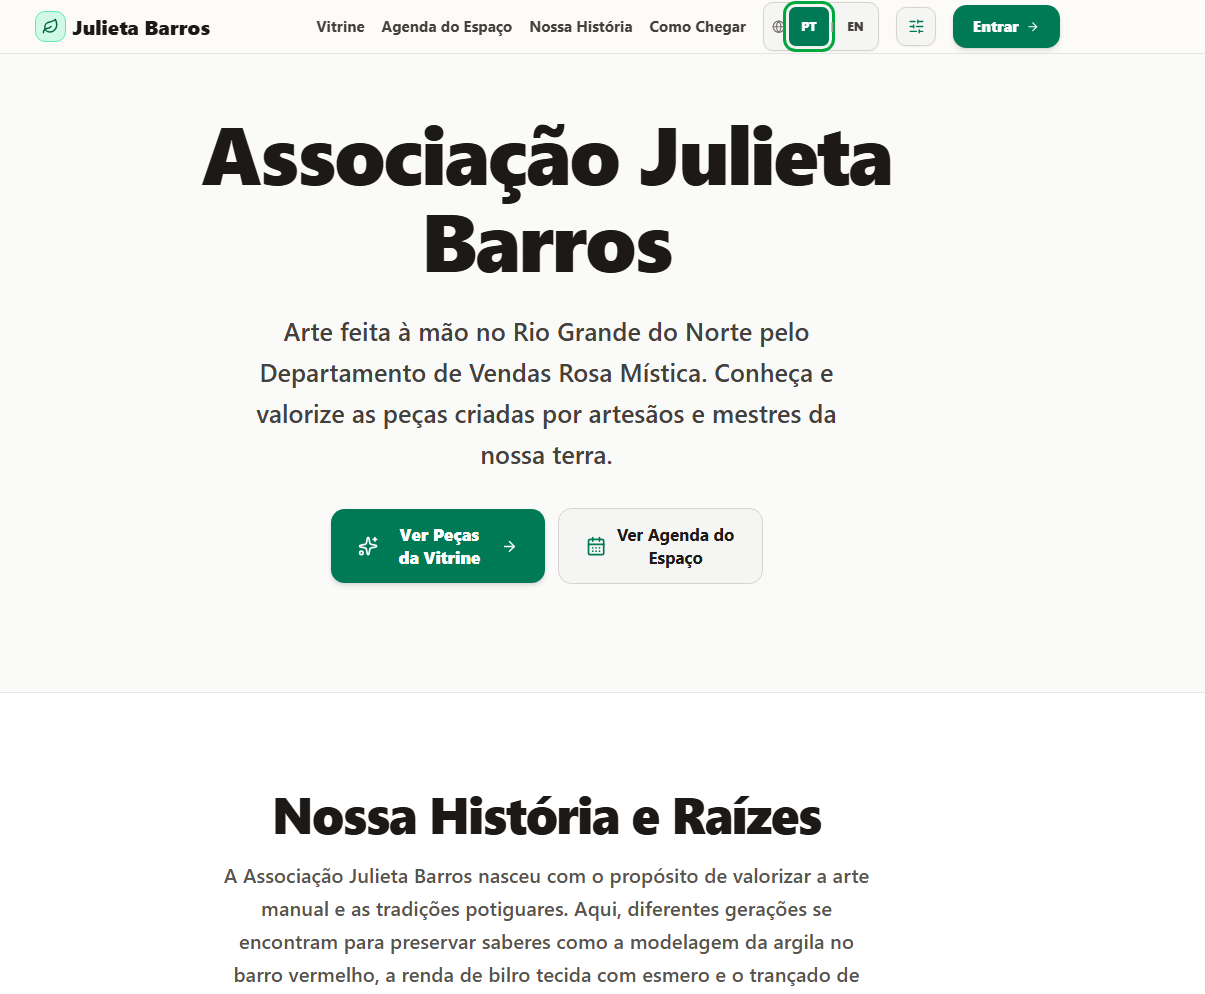 Julieta Barros
Vitrine
Agenda do Espaço
Nossa História
Como Chegar
PT
EN
Entrar
Associação Julieta
Barros
Arte feita à mão no Rio Grande do Norte pelo
Departamento de Vendas Rosa Mística. Conheça e
valorize as peças criadas por artesãos e mestres da
nossa terra.
Ver Peças
da Vitrine
Ver Agenda do
Espaço
Nossa História e Raízes
A Associação Julieta Barros nasceu com o propósito de valorizar a arte
manual e as tradições potiguares. Aqui, diferentes gerações se
encontram para preservar saberes como a modelagem da argila no
barro vermelho, a renda de bilro tecida com esmero e o trançado de